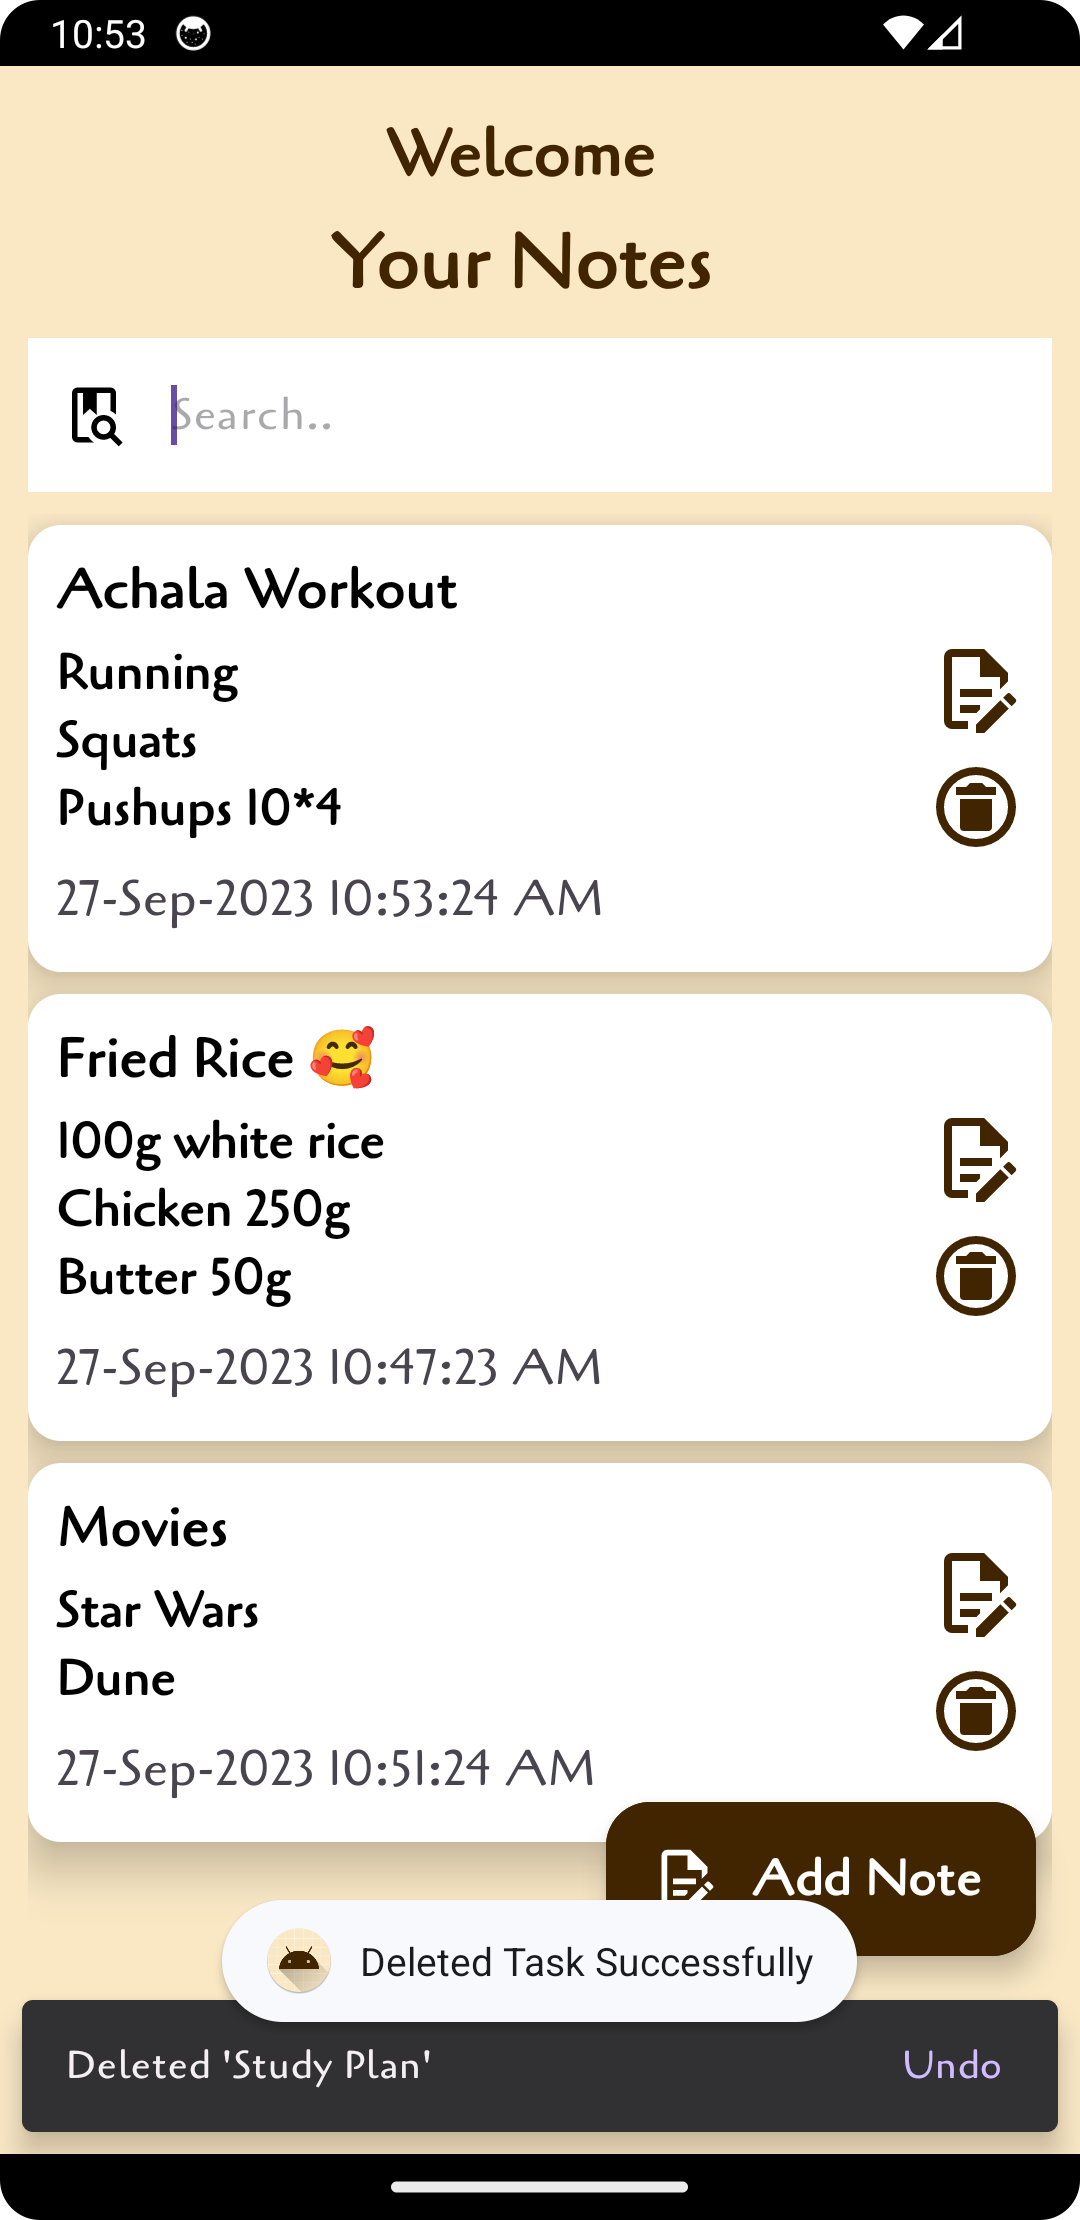 10:53
Welcome
Your Notes
Search..
Achala Workout
Running
Squats
Pushups 10*4
27-Sep-2023 10:53:24 AM
Fried Rice 🥰
100g white rice
Chicken 250g
Butter 50g
27-Sep-2023 10:47:23 AM
Movies
Star Wars
Dune
27-Sep-2023 10:51:24 AM
Add Note
Deleted Task Successfully
Deleted 'Study Plan' Undo